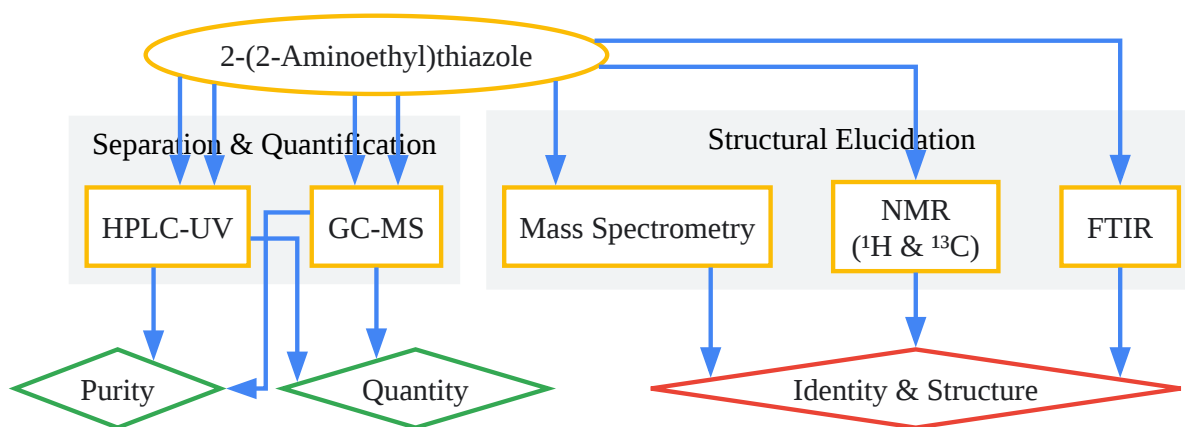 2-(2-Aminoethyl)thiazole
Separation & Quantification
Structural Elucidation
HPLC-UV
GC-MS
Mass Spectrometry
NMR
(¹H & ¹³C)
FTIR
Purity
Quantity
Identity & Structure